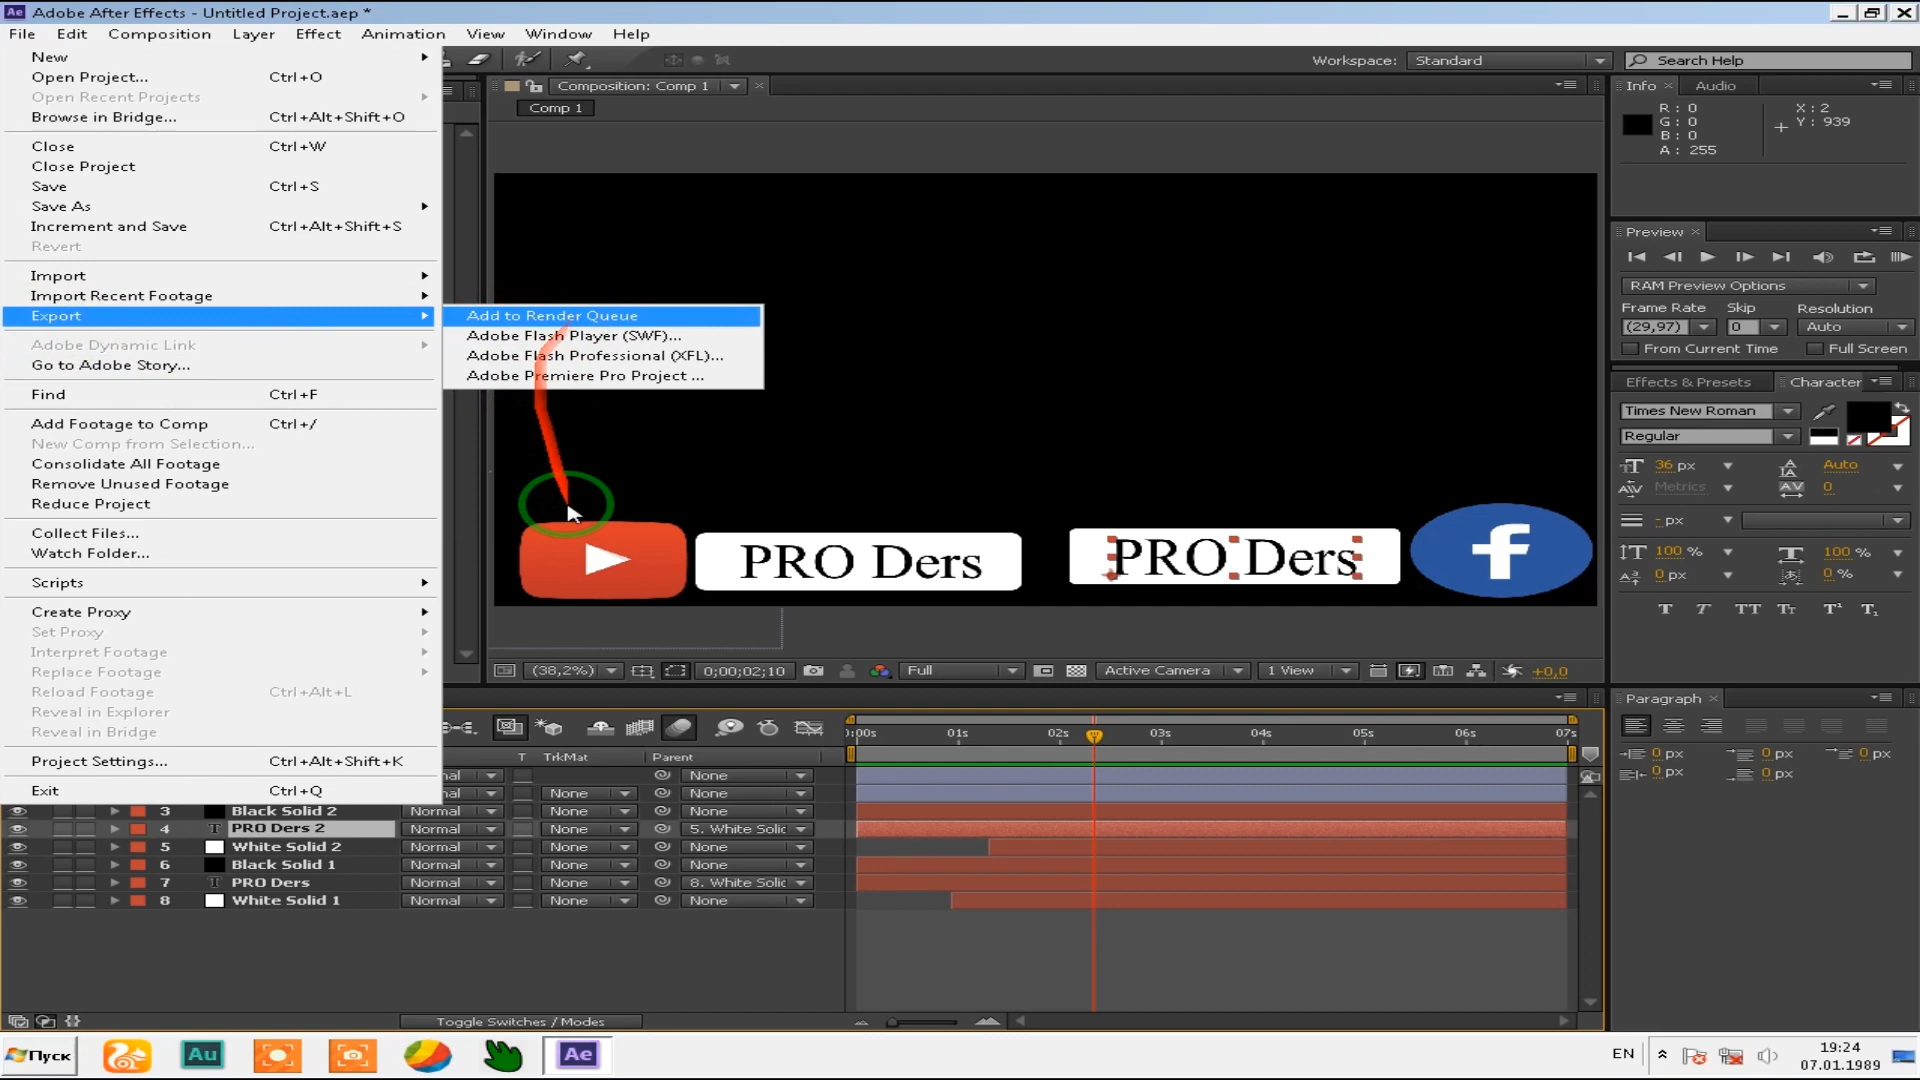 Adobe After Effects - Untitled Project.aep *
File Edit Composition Layer Effect Animation View Window Help
New
Open Project... Ctrl+O
Open Recent Projects
Browse in Bridge... Ctrl+Alt+Shift+O
Close Ctrl+W
Close Project
Save Ctrl+S
Save As
Increment and Save Ctrl+Alt+Shift+S
Revert
Import
Import Recent Footage
Export
Adobe Dynamic Link
Go to Adobe Story...
Find Ctrl+F
Add Footage to Comp Ctrl+/
New Comp from Selection...
Consolidate All Footage
Remove Unused Footage
Reduce Project
Collect Files...
Watch Folder...
Scripts
Create Proxy
Set Proxy
Interpret Footage
Replace Footage
Reload Footage Ctrl+Alt+L
Reveal in Explorer
Reveal in Bridge
Project Settings... Ctrl+Alt+Shift+K
Exit Ctrl+Q
Add to Render Queue
Adobe Flash Player (SWF)...
Adobe Flash Professional (XFL)...
Adobe Premiere Pro Project ...
Workspace: Standard
Search Help
Composition: Comp 1
Comp 1
PRO Ders
PRO Ders
f
(38,2%) 0;00;02;10 Full Active Camera 1 View +0,0
Info Audio
R : 0
G : 0
B : 0
A : 255
X : 2
Y : 939
Preview
RAM Preview Options
Frame Rate Skip Resolution
(29,97) 0 Auto
From Current Time Full Screen
Effects & Presets Character
Times New Roman
Regular
36 px Auto
Metrics 0
- px
100 % 100 %
0 px 0 %
T T TT Tт T¹ T₁
Paragraph
0 px 0 px 0 px
0 px 0 px
T TrkMat Parent
):00s 01s 02s 03s 04s 05s 06s 07s
nal None
nal None None
3 Black Solid 2 Normal None None
4 T PRO Ders 2 Normal None 5. White Solid
5 White Solid 2 Normal None None
6 Black Solid 1 Normal None None
7 T PRO Ders Normal None 8. White Solid
8 White Solid 1 Normal None None
Toggle Switches / Modes
Пуск Au Ae EN 19:24
07.01.1989